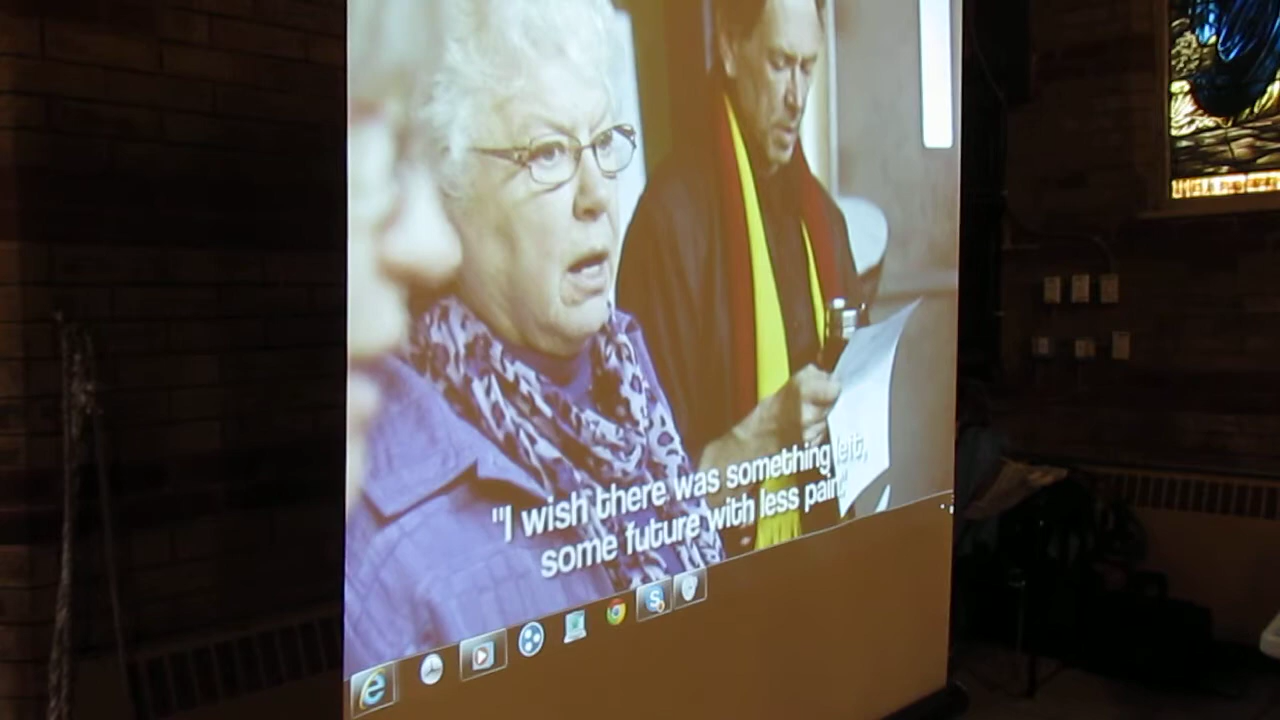 "I wish there was something left,
some future with less pain."